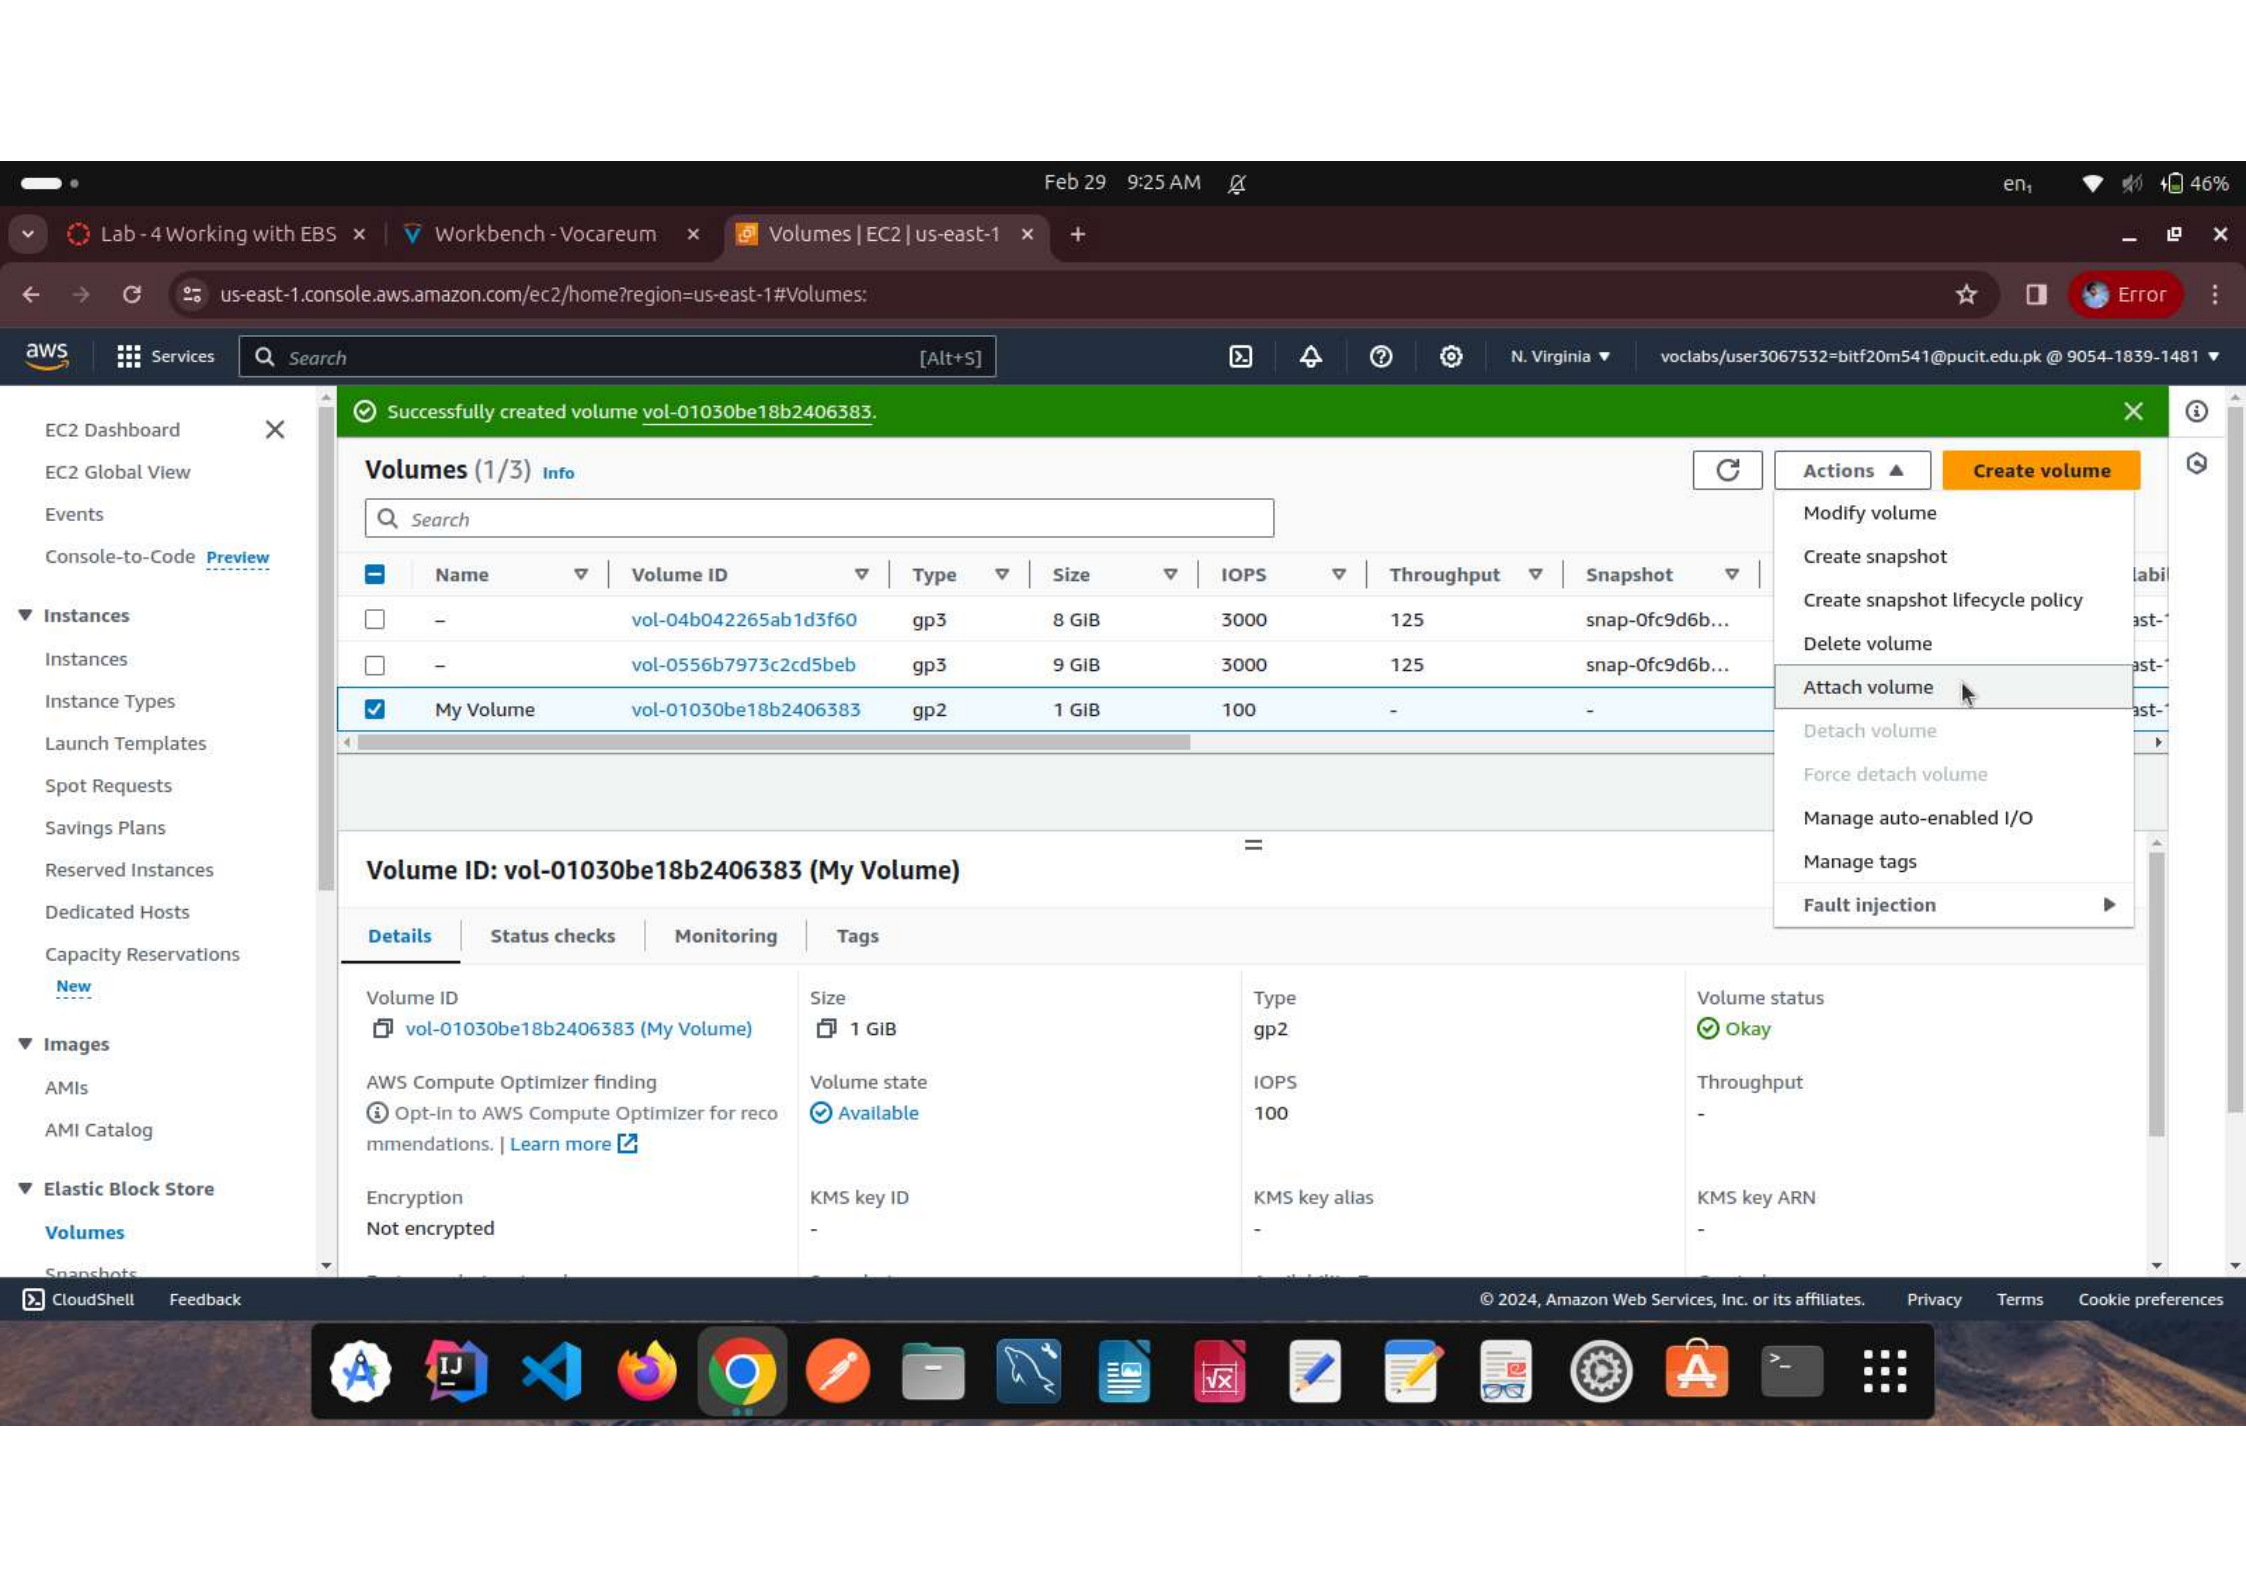 Feb 29 9:25 AM
en₁ 46%
Lab - 4 Working with EBS Workbench - Vocareum Volumes | EC2 | us-east-1
us-east-1.console.aws.amazon.com/ec2/home?region=us-east-1#Volumes: Error
aws Services Search [Alt+S] N. Virginia voclabs/user3067532=bitf20m541@pucit.edu.pk @ 9054-1839-1481
EC2 Dashboard
EC2 Global View
Events
Console-to-Code Preview
Instances
Instances
Instance Types
Launch Templates
Spot Requests
Savings Plans
Reserved Instances
Dedicated Hosts
Capacity Reservations
New
Images
AMIs
AMI Catalog
Elastic Block Store
Volumes
Snapshots
Successfully created volume vol-01030be18b2406383.
Volumes (1/3) Info
Actions Create volume
Search
Name Volume ID Type Size IOPS Throughput Snapshot
– vol-04b042265ab1d3f60 gp3 8 GiB 3000 125 snap-0fc9d6b...
– vol-0556b7973c2cd5beb gp3 9 GiB 3000 125 snap-0fc9d6b...
My Volume vol-01030be18b2406383 gp2 1 GiB 100 - -
Modify volume
Create snapshot
Create snapshot lifecycle policy
Delete volume
Attach volume
Detach volume
Force detach volume
Manage auto-enabled I/O
Manage tags
Fault injection
Volume ID: vol-01030be18b2406383 (My Volume)
Details Status checks Monitoring Tags
Volume ID
vol-01030be18b2406383 (My Volume)
Size
1 GiB
Type
gp2
Volume status
Okay
AWS Compute Optimizer finding
Opt-in to AWS Compute Optimizer for reco
mmendations. | Learn more
Volume state
Available
IOPS
100
Throughput
-
Encryption
Not encrypted
KMS key ID
-
KMS key alias
-
KMS key ARN
-
CloudShell Feedback © 2024, Amazon Web Services, Inc. or its affiliates. Privacy Terms Cookie preferences